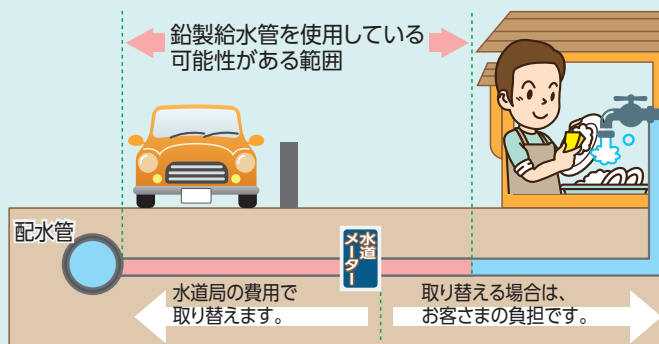 鉛製給水管を使用している
可能性がある範囲
配水管
水道
メーター
水道局の費用で
取り替えます。
取り替える場合は、
お客さまの負担です。